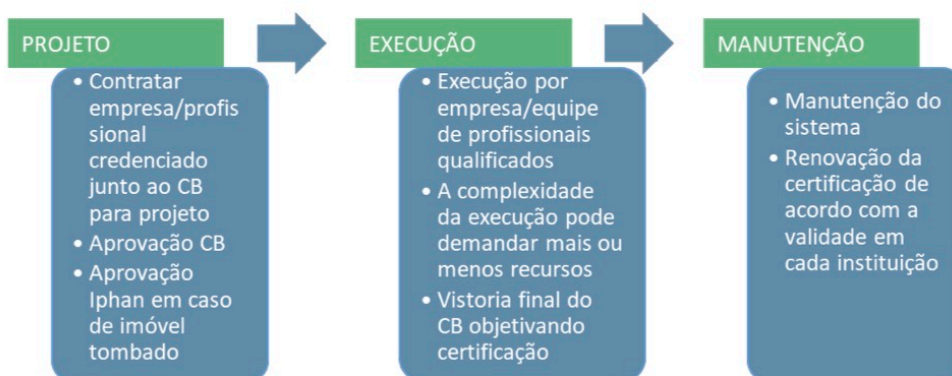 PROJETO
• Contratar
empresa/profis
sional
credenciado
junto ao CB
para projeto
• Aprovação CB
• Aprovação
Iphan em caso
de imóvel
tombado
EXECUÇÃO
• Execução por
empresa/equipe
de profissionais
qualificados
• A complexidade
da execução pode
demandar mais ou
menos recursos
• Vistoria final do
CB objetivando
certificação
MANUTENÇÃO
• Manutenção do
sistema
• Renovação da
certificação de
acordo com a
validade em
cada instituição